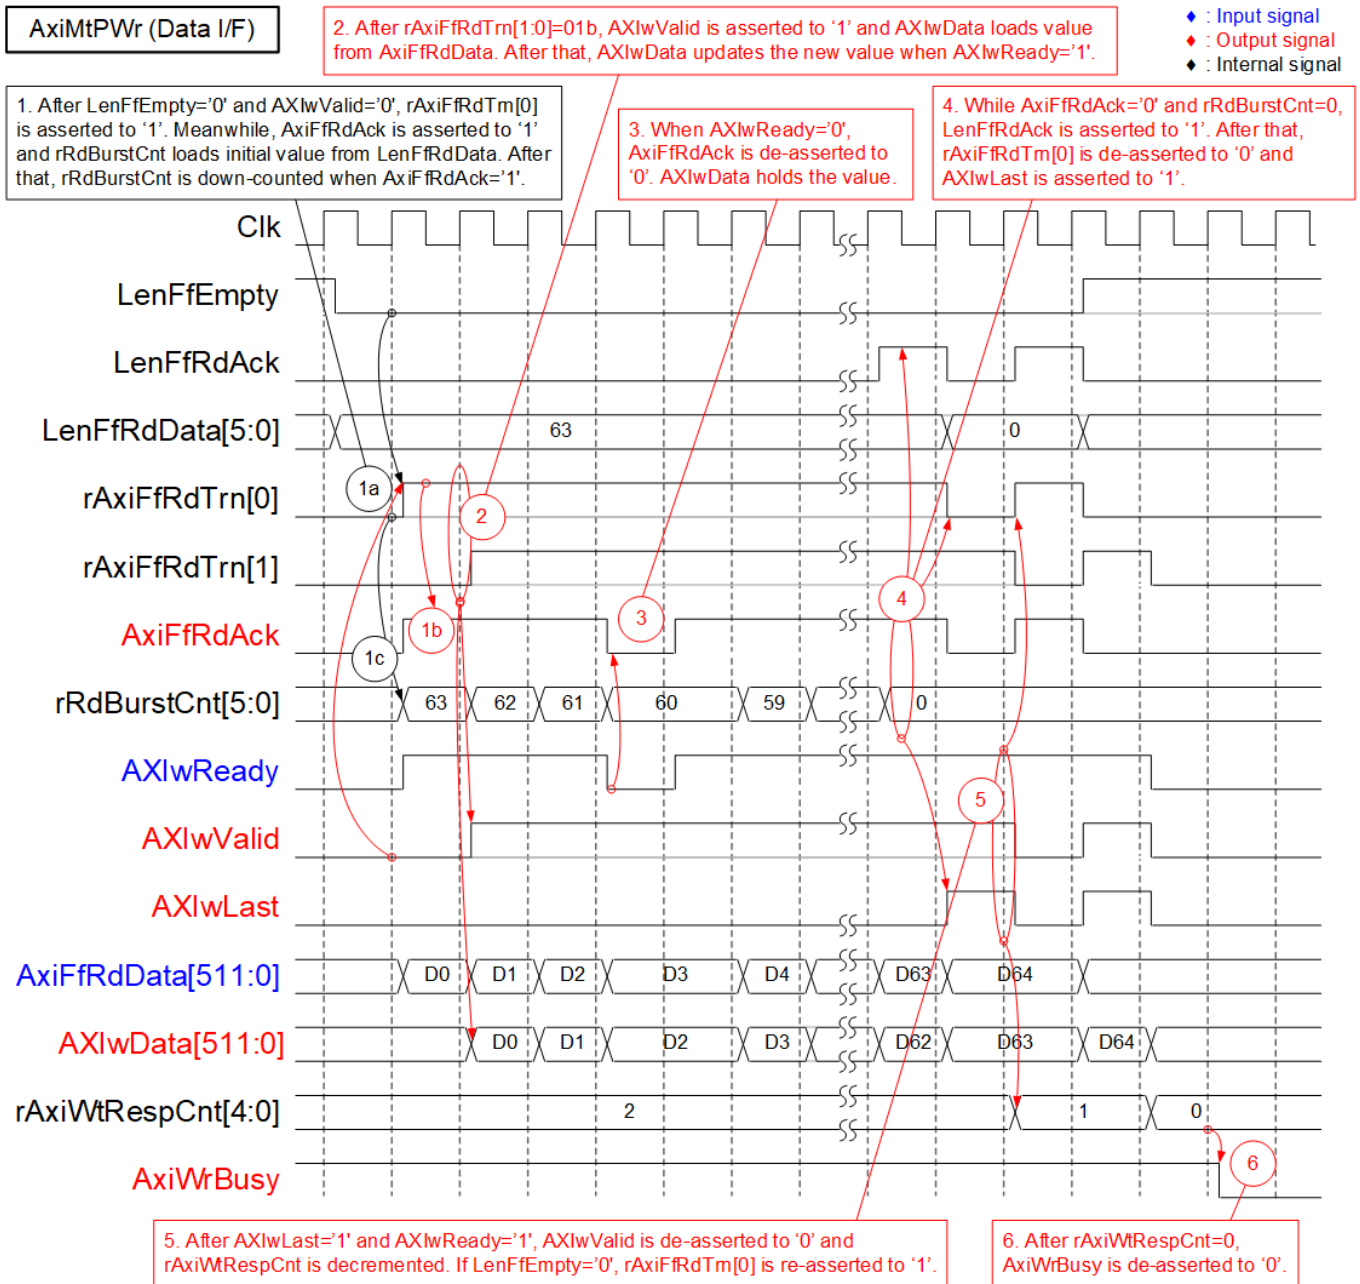 AxiMtPWr (Data I/F)
2. After rAxiFfRdTrn[1:0]=01b, AXIwValid is asserted to ‘1’ and AXIwData loads value
from AxiFfRdData. After that, AXIwData updates the new value when AXIwReady='1'.
♦ : Input signal
♦ : Output signal
♦ : Internal signal
1. After LenFfEmpty='0' and AXIwValid='0', rAxiFfRdTrn[0]
is asserted to ‘1’. Meanwhile, AxiFfRdAck is asserted to ‘1’
and rRdBurstCnt loads initial value from LenFfRdData. After
that, rRdBurstCnt is down-counted when AxiFfRdAck='1'.
3. When AXIwReady='0',
AxiFfRdAck is de-asserted to
‘0’. AXIwData holds the value.
4. While AxiFfRdAck='0' and rRdBurstCnt=0,
LenFfRdAck is asserted to ‘1’. After that,
rAxiFfRdTrn[0] is de-asserted to ‘0’ and
AXIwLast is asserted to ‘1’.
Clk
LenFfEmpty
LenFfRdAck
LenFfRdData[5:0] 63 0
rAxiFfRdTrn[0] 1a 2
rAxiFfRdTrn[1] 4
AxiFfRdAck 1c 1b 3
rRdBurstCnt[5:0] 63 62 61 60 59 0
AXIwReady 5
AXIwValid
AXIwLast
AxiFfRdData[511:0] D0 D1 D2 D3 D4 D63 D64
AXIwData[511:0] D0 D1 D2 D3 D62 D63 D64
rAxiWtRespCnt[4:0] 2 1 0
AxiWrBusy 6
5. After AXIwLast='1' and AXIwReady='1', AXIwValid is de-asserted to ‘0’ and
rAxiWtRespCnt is decremented. If LenFfEmpty='0', rAxiFfRdTrn[0] is re-asserted to ‘1’.
6. After rAxiWtRespCnt=0,
AxiWrBusy is de-asserted to ‘0’.